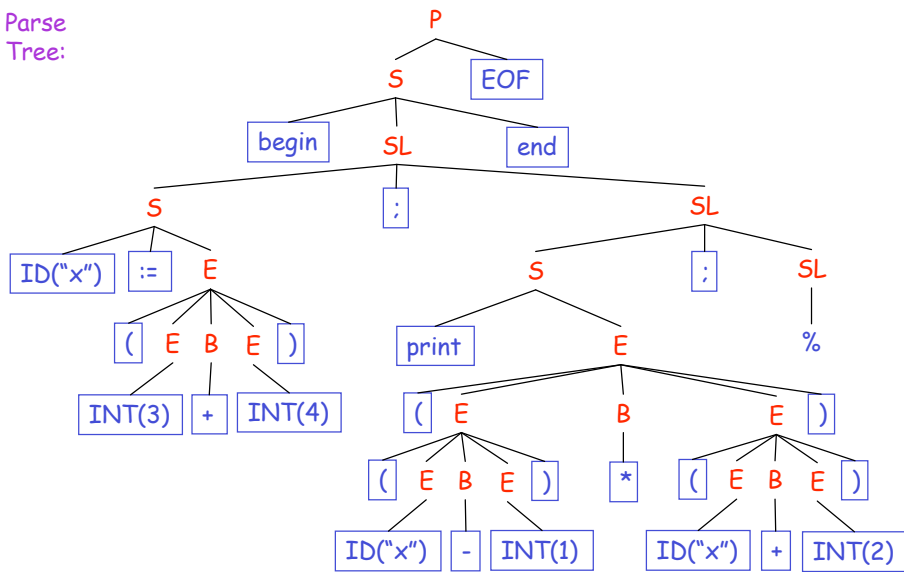 Parse
Tree:
P
S EOF
begin SL end
S ; SL
ID(“x”) := E S ; SL
( E B E ) print E %
INT(3) + INT(4) ( E B E )
( E B E ) * ( E B E )
ID(“x”) - INT(1) ID(“x”) + INT(2)